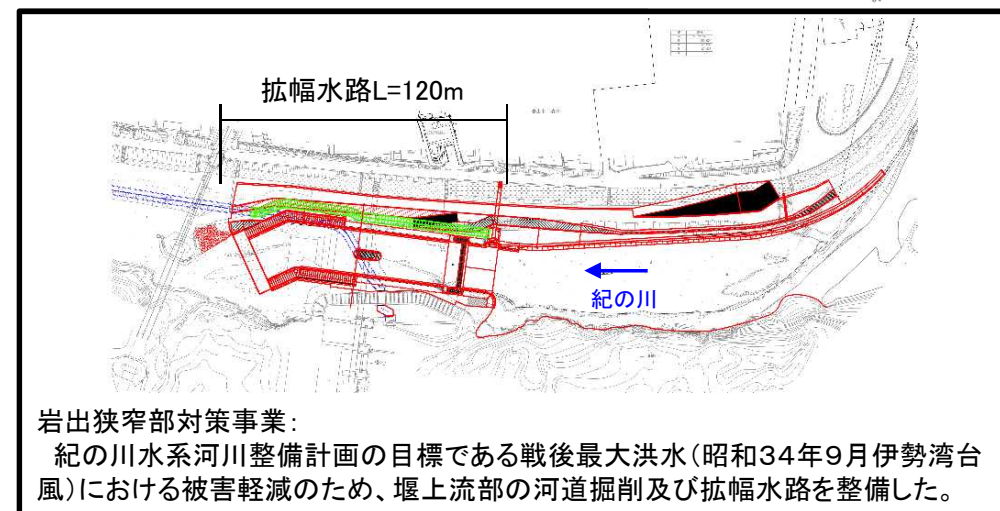 拡幅水路L=120m
紀の川
岩出狭窄部対策事業：
紀の川水系河川整備計画の目標である戦後最大洪水（昭和34年9月伊勢湾台
風）における被害軽減のため、堰上流部の河道掘削及び拡幅水路を整備した。